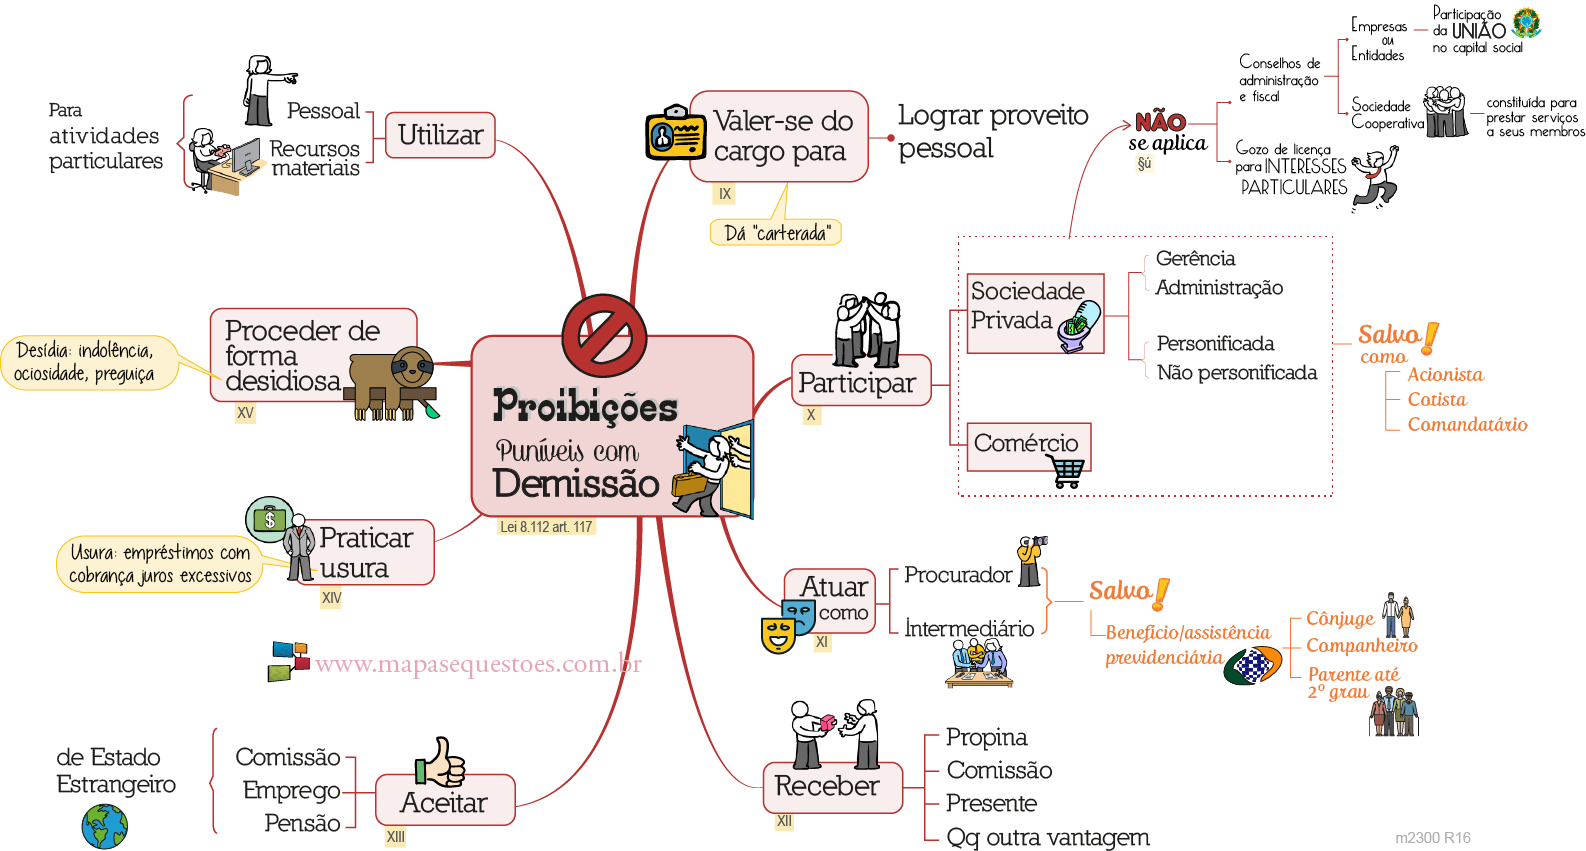 Proibições
Puníveis com
Demissão
Lei 8.112 art. 117
Valer-se do
cargo para
IX
Dá "carterada"
Lograr proveito
pessoal
Participar
X
Sociedade
Privada
Gerência
Administração
Personificada
Não personificada
Comércio
Salvo!
como
Acionista
Cotista
Comandatário
NÃO
se aplica
§ú
Conselhos de
administração
e fiscal
Empresas
ou
Entidades
Participação
da UNIÃO
no capital social
Sociedade
Cooperativa
constituída para
prestar serviços
a seus membros
Gozo de licença
para INTERESSES
PARTICULARES
Atuar
como
XI
Procurador
Intermediário
Salvo!
Benefício/assistência
previdenciária
Cônjuge
Companheiro
Parente até
2º grau
Receber
XII
Propina
Comissão
Presente
Qq outra vantagem
Aceitar
XIII
Comissão
Emprego
Pensão
de Estado
Estrangeiro
Praticar
usura
XIV
Usura: empréstimos com
cobrança juros excessivos
Proceder de
forma
desidiosa
XV
Desídia: indolência,
ociosidade, preguiça
Utilizar
Pessoal
Recursos
materiais
Para
atividades
particulares
www.mapasequestoes.com.br
m2300 R16